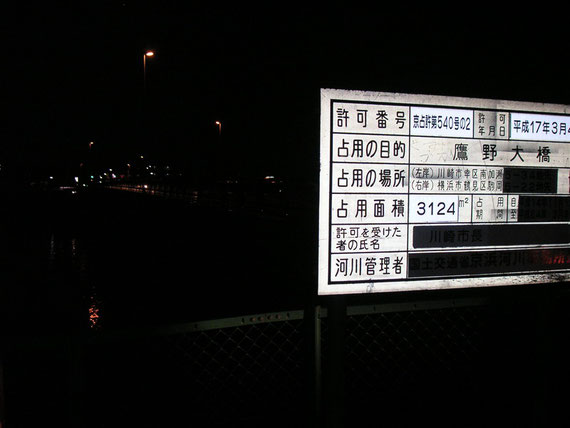 許可番号 京占許第540号の2 許可年月日 平成17年3月
占用の目的 鷹野大橋
占用の場所 (左岸)川崎市幸区南加瀬
(右岸)横浜市鶴見区駒岡
占用面積 3124㎡ 占用期間 自 至
許可を受けた者の氏名 川崎市長
河川管理者 国土交通省京浜河川事務所